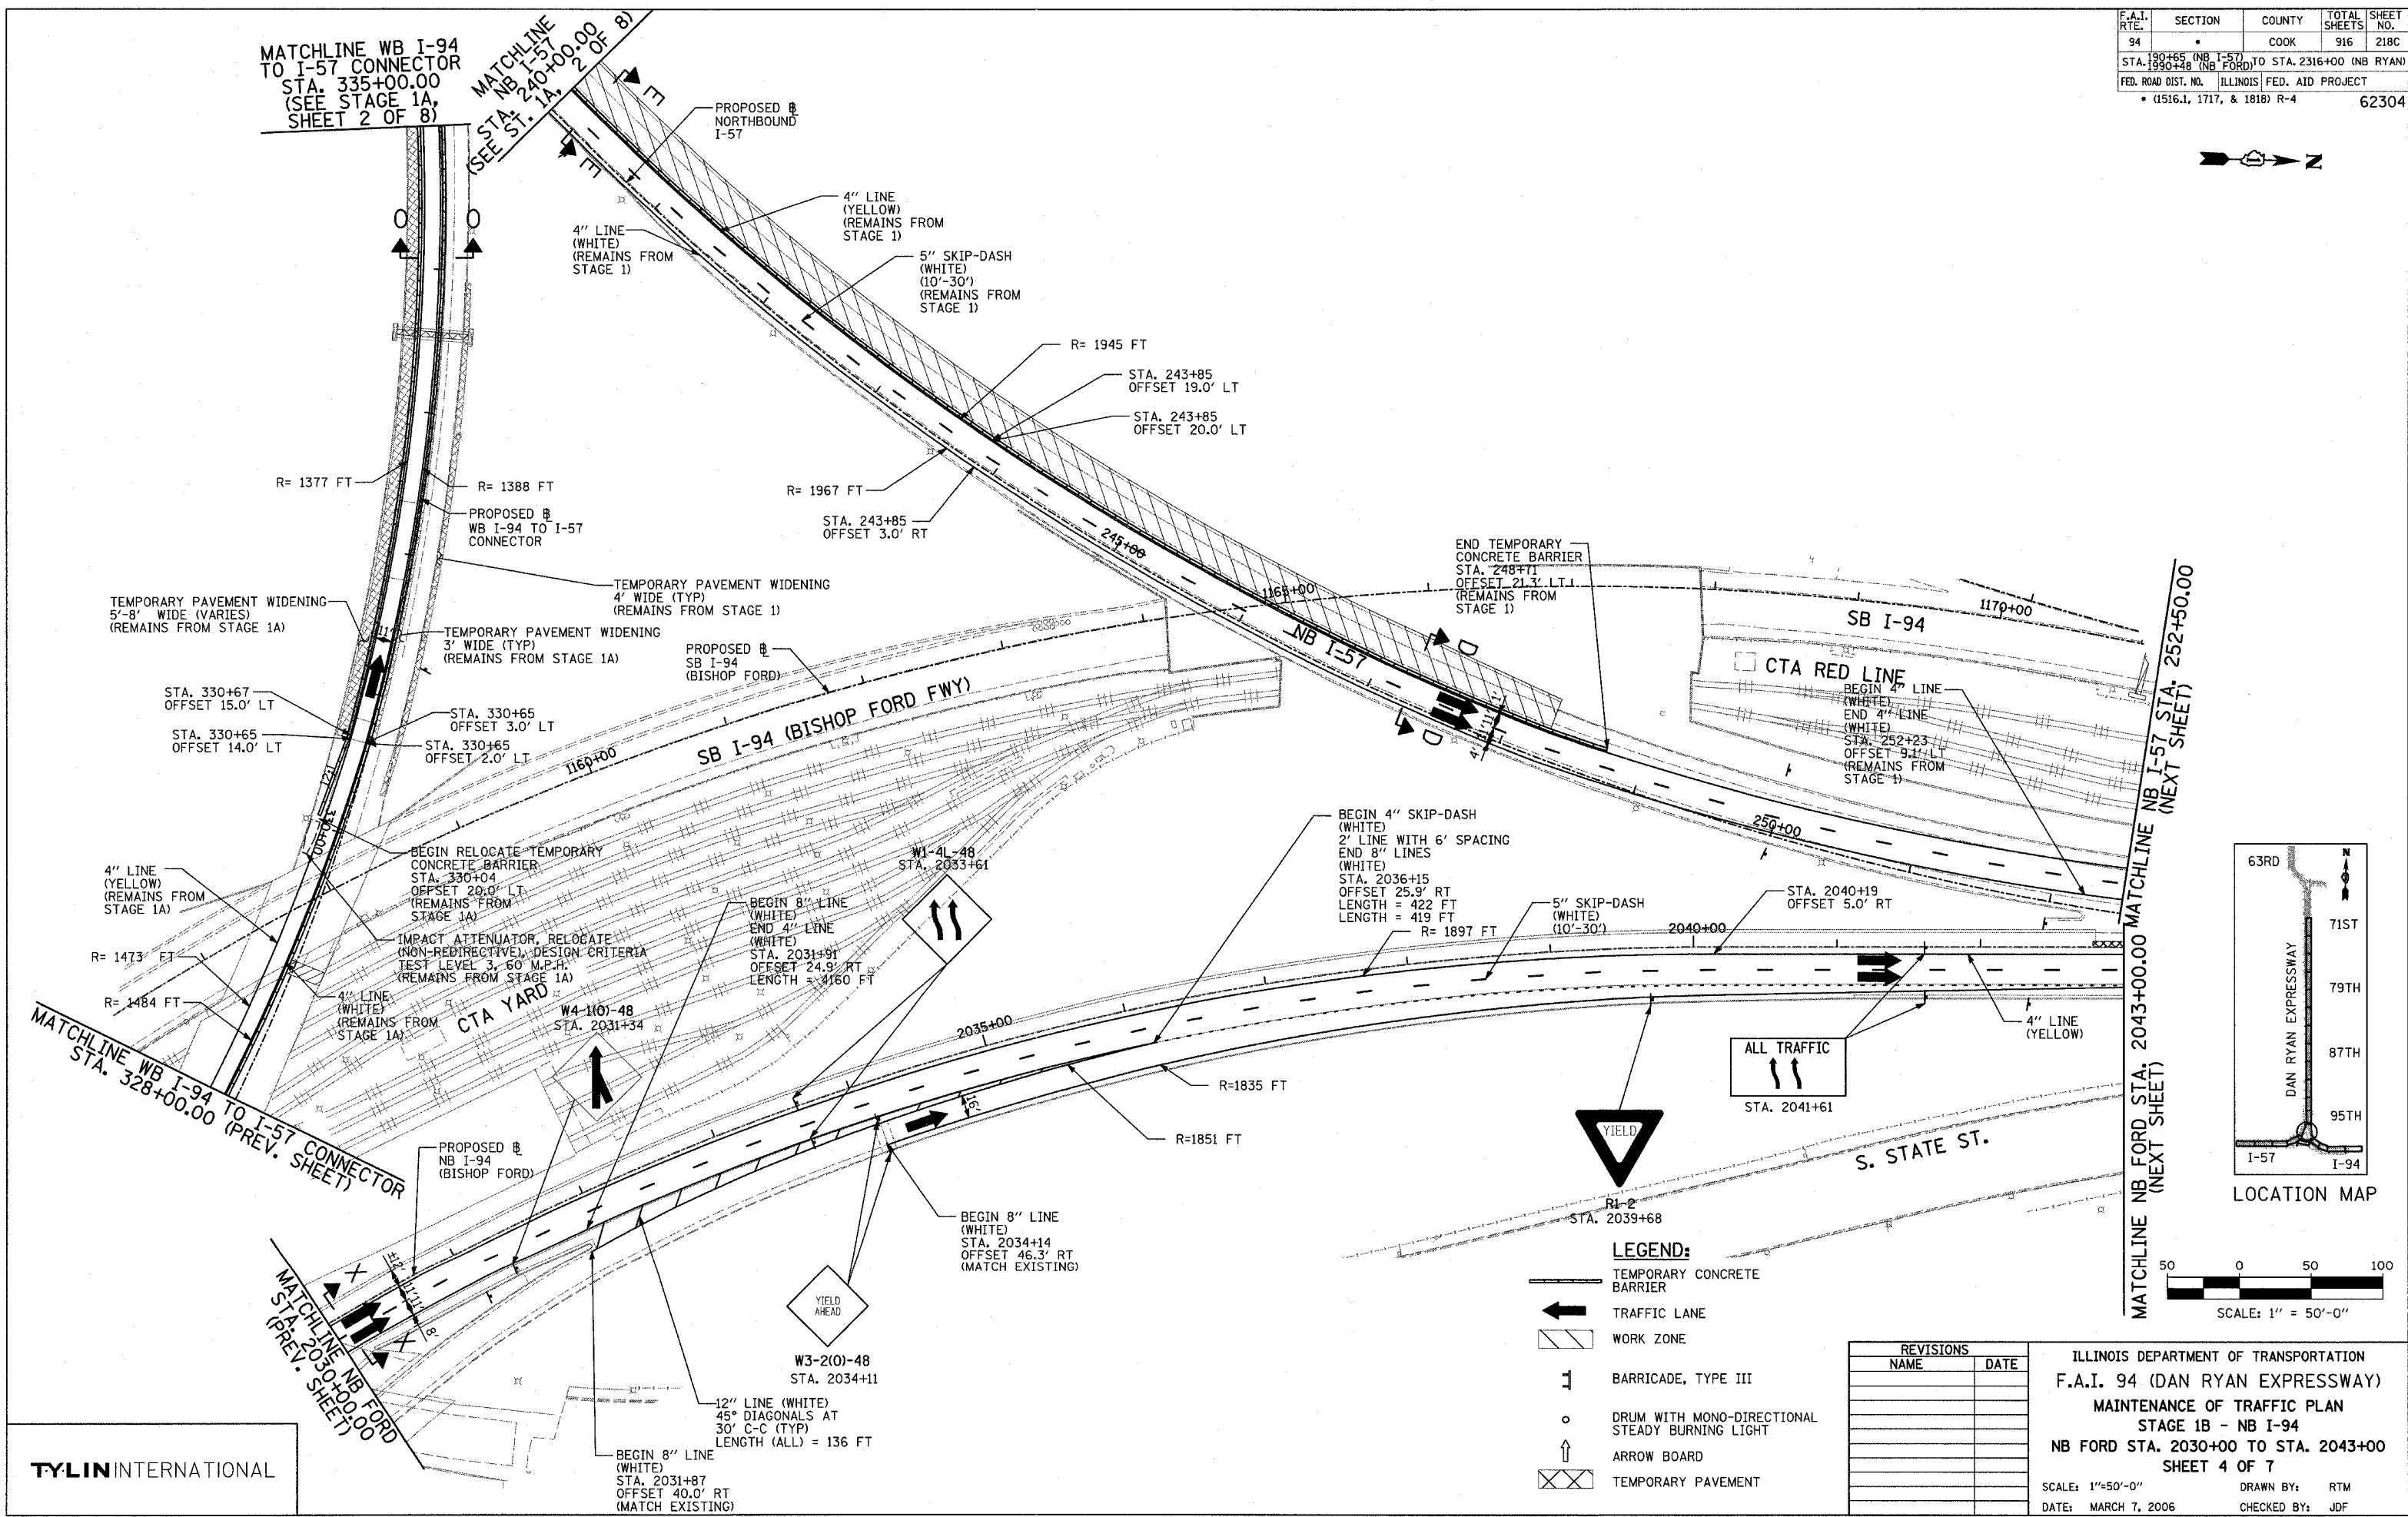 F.A.I. RTE. SECTION COUNTY TOTAL SHEETS SHEET NO.
94 * COOK 916 218C
STA. 190+65 (NB I-57) 1990+48 (NB FORD) TO STA. 2316+00 (NB RYAN)
FED. ROAD DIST. NO. ILLINOIS FED. AID PROJECT
* (1516.1, 1717, & 1818) R-4
62304
N
MATCHLINE WB I-94
TO I-57 CONNECTOR
STA. 335+00.00
(SEE STAGE 1A,
SHEET 2 OF 8)
MATCHLINE
NB I-57
STA. 240+00.00
(SEE ST. 1A, 2 OF 8)
E
E
PROPOSED ⅊
NORTHBOUND
I-57
4" LINE
(YELLOW)
(REMAINS FROM
STAGE 1)
4" LINE
(WHITE)
(REMAINS FROM
STAGE 1)
5" SKIP-DASH
(WHITE)
(10'-30')
(REMAINS FROM
STAGE 1)
O
O
R= 1945 FT
STA. 243+85
OFFSET 19.0' LT
STA. 243+85
OFFSET 20.0' LT
R= 1967 FT
STA. 243+85
OFFSET 3.0' RT
R= 1377 FT
R= 1388 FT
PROPOSED ⅊
WB I-94 TO I-57
CONNECTOR
245+00
END TEMPORARY
CONCRETE BARRIER
STA. 248+71
OFFSET 21.3' LT
(REMAINS FROM
STAGE 1)
1165+00
SB I-94
1170+00
TEMPORARY PAVEMENT WIDENING
4' WIDE (TYP)
(REMAINS FROM STAGE 1)
TEMPORARY PAVEMENT WIDENING
5'-8' WIDE (VARIES)
(REMAINS FROM STAGE 1A)
11'
TEMPORARY PAVEMENT WIDENING
3' WIDE (TYP)
(REMAINS FROM STAGE 1A)
PROPOSED ⅊
SB I-94
(BISHOP FORD)
NB I-57
D
D
11'
11'
4'
CTA RED LINE
BEGIN 4" LINE
(WHITE)
END 4" LINE
(WHITE)
STA. 252+23
OFFSET 9.1' LT
(REMAINS FROM
STAGE 1)
MATCHLINE NB I-57 STA. 252+50.00
(NEXT SHEET)
STA. 330+67
OFFSET 15.0' LT
STA. 330+65
OFFSET 14.0' LT
STA. 330+65
OFFSET 3.0' LT
STA. 330+65
OFFSET 2.0' LT
SB I-94 (BISHOP FORD FWY)
1160+00
12'
330+00
BEGIN RELOCATE TEMPORARY
CONCRETE BARRIER
STA. 330+04
OFFSET 20.0' LT
(REMAINS FROM
STAGE 1A)
4" LINE
(YELLOW)
(REMAINS FROM
STAGE 1A)
IMPACT ATTENUATOR, RELOCATE
(NON-REDIRECTIVE), DESIGN CRITERIA
TEST LEVEL 3, 60 M.P.H.
(REMAINS FROM STAGE 1A)
R= 1473 FT
R= 1484 FT
4" LINE
(WHITE)
(REMAINS FROM
STAGE 1A)
CTA YARD
MATCHLINE WB I-94 TO I-57 CONNECTOR
STA. 328+00.00 (PREV. SHEET)
W1-4L-48
STA. 2033+61
BEGIN 8" LINE
(WHITE)
END 4" LINE
(WHITE)
STA. 2031+91
OFFSET 24.9' RT
LENGTH = 4160 FT
W4-1(O)-48
STA. 2031+34
250+00
BEGIN 4" SKIP-DASH
(WHITE)
2' LINE WITH 6' SPACING
END 8" LINES
(WHITE)
STA. 2036+15
OFFSET 25.9' RT
LENGTH = 422 FT
LENGTH = 419 FT
R= 1897 FT
5" SKIP-DASH
(WHITE)
(10'-30')
2040+00
STA. 2040+19
OFFSET 5.0' RT
2035+00
4" LINE
(YELLOW)
ALL TRAFFIC
STA. 2041+61
16'
R=1835 FT
R=1851 FT
YIELD
R1-2
STA. 2039+68
S. STATE ST.
MATCHLINE NB FORD STA. 2043+00.00
(NEXT SHEET)
PROPOSED ⅊
NB I-94
(BISHOP FORD)
BEGIN 8" LINE
(WHITE)
STA. 2034+14
OFFSET 46.3' RT
(MATCH EXISTING)
X
X
±12'
11'
11'
8'
MATCHLINE NB FORD
STA. 2030+00.00
(PREV. SHEET)
YIELD
AHEAD
W3-2(O)-48
STA. 2034+11
12" LINE (WHITE)
45° DIAGONALS AT
30' C-C (TYP)
LENGTH (ALL) = 136 FT
BEGIN 8" LINE
(WHITE)
STA. 2031+87
OFFSET 40.0' RT
(MATCH EXISTING)
LEGEND:
TEMPORARY CONCRETE
BARRIER
TRAFFIC LANE
WORK ZONE
BARRICADE, TYPE III
DRUM WITH MONO-DIRECTIONAL
STEADY BURNING LIGHT
ARROW BOARD
TEMPORARY PAVEMENT
63RD
N
71ST
79TH
DAN RYAN EXPRESSWAY
87TH
95TH
I-57
I-94
LOCATION MAP
50 0 50 100
SCALE: 1" = 50'-0"
REVISIONS
NAME DATE
ILLINOIS DEPARTMENT OF TRANSPORTATION
F.A.I. 94 (DAN RYAN EXPRESSWAY)
MAINTENANCE OF TRAFFIC PLAN
STAGE 1B - NB I-94
NB FORD STA. 2030+00 TO STA. 2043+00
SHEET 4 OF 7
SCALE: 1"=50'-0" DRAWN BY: RTM
DATE: MARCH 7, 2006 CHECKED BY: JDF
TYLIN INTERNATIONAL